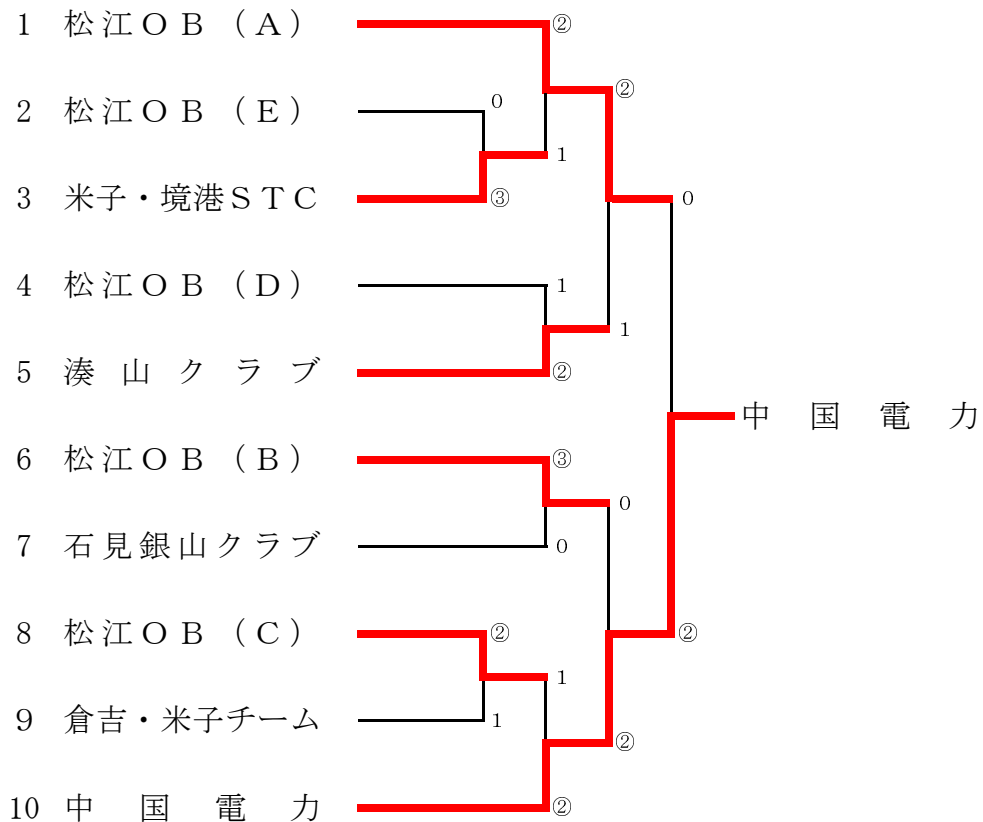 1 松江ＯＢ（Ａ） ②
②
2 松江ＯＢ（Ｅ） 0
1
3 米子・境港ＳＴＣ ③ 0
4 松江ＯＢ（Ｄ） 1
1
5 湊山クラブ ②
中国電力
6 松江ＯＢ（Ｂ） ③
0
7 石見銀山クラブ 0
8 松江ＯＢ（Ｃ） ② ②
1
9 倉吉・米子チーム 1
②
10 中国電力 ②